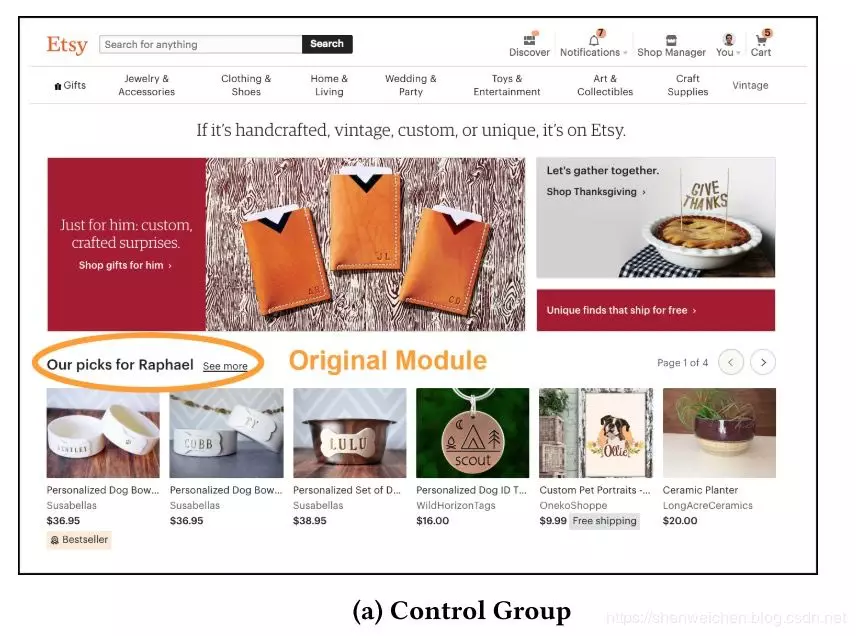 Etsy
Search for anything
Search
7
5
Discover
Notifications
Shop Manager
You
Cart
Gifts
Jewelry &
Accessories
Clothing &
Shoes
Home &
Living
Wedding &
Party
Toys &
Entertainment
Art &
Collectibles
Craft
Supplies
Vintage
If it's handcrafted, vintage, custom, or unique, it's on Etsy.
Just for him: custom,
crafted surprises.
Shop gifts for him ›
JL
CD
Let's gather together.
Shop Thanksgiving ›
GIVE
THANKS
Unique finds that ship for free ›
Our picks for Raphael See more
Original Module
Page 1 of 4
COBB
TY
LULU
scout
Ollie
Personalized Dog Bow...
Susabellas
$36.95
Bestseller
Personalized Dog Bow...
Susabellas
$36.95
Personalized Set of D...
Susabellas
$38.95
Personalized Dog ID T...
WildHorizonTags
$16.00
Custom Pet Portraits -...
OnekoShoppe
$9.99 Free shipping
Ceramic Planter
LongAcreCeramics
$20.00
(a) Control Group
https://shenweichen.blog.csdn.net